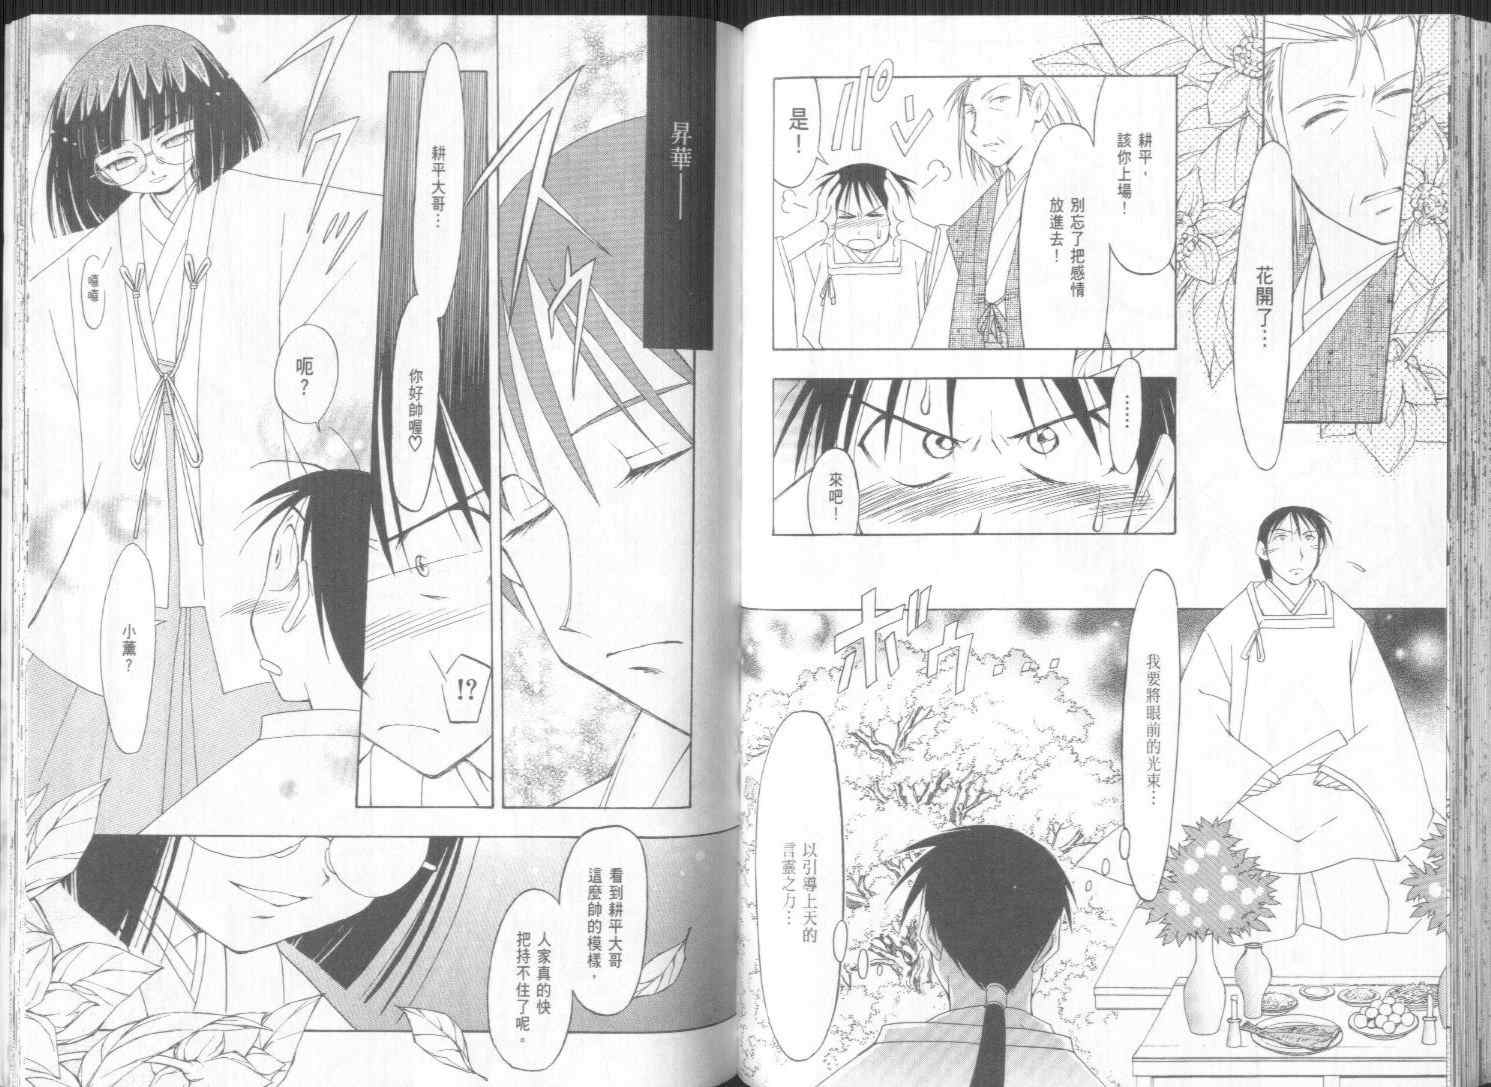 花開了…
耕平，
該你上場！
別忘了把感情
放進去！
パシッ
是！
……
來吧！
我要將眼前的光束…
ボゥ…
以引導上天的
言靈之力…
昇華——
耕平大哥…
你好帥喔♡
!?
呃？
嘻嘻
小薰？
看到耕平大哥
這麼帥的模樣，
人家真的快
把持不住了呢。